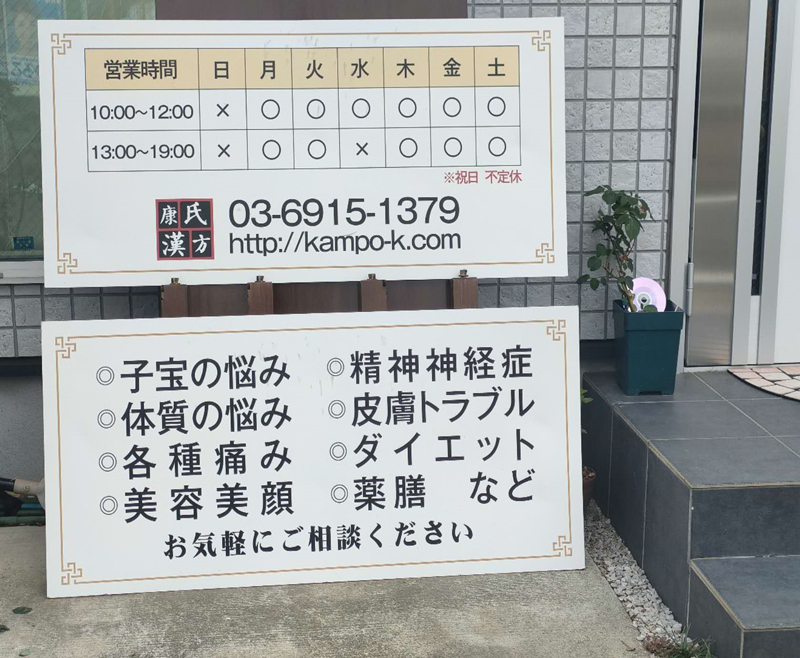 営業時間 日 月 火 水 木 金 土
10:00～12:00 × ○ ○ ○ ○ ○ ○
13:00～19:00 × ○ ○ × ○ ○ ○
※祝日 不定休
康氏漢方
03-6915-1379
http://kampo-k.com
◎子宝の悩み ◎精神神経症
◎体質の悩み ◎皮膚トラブル
◎各種痛み ◎ダイエット
◎美容美顔 ◎薬膳 など
お気軽にご相談ください